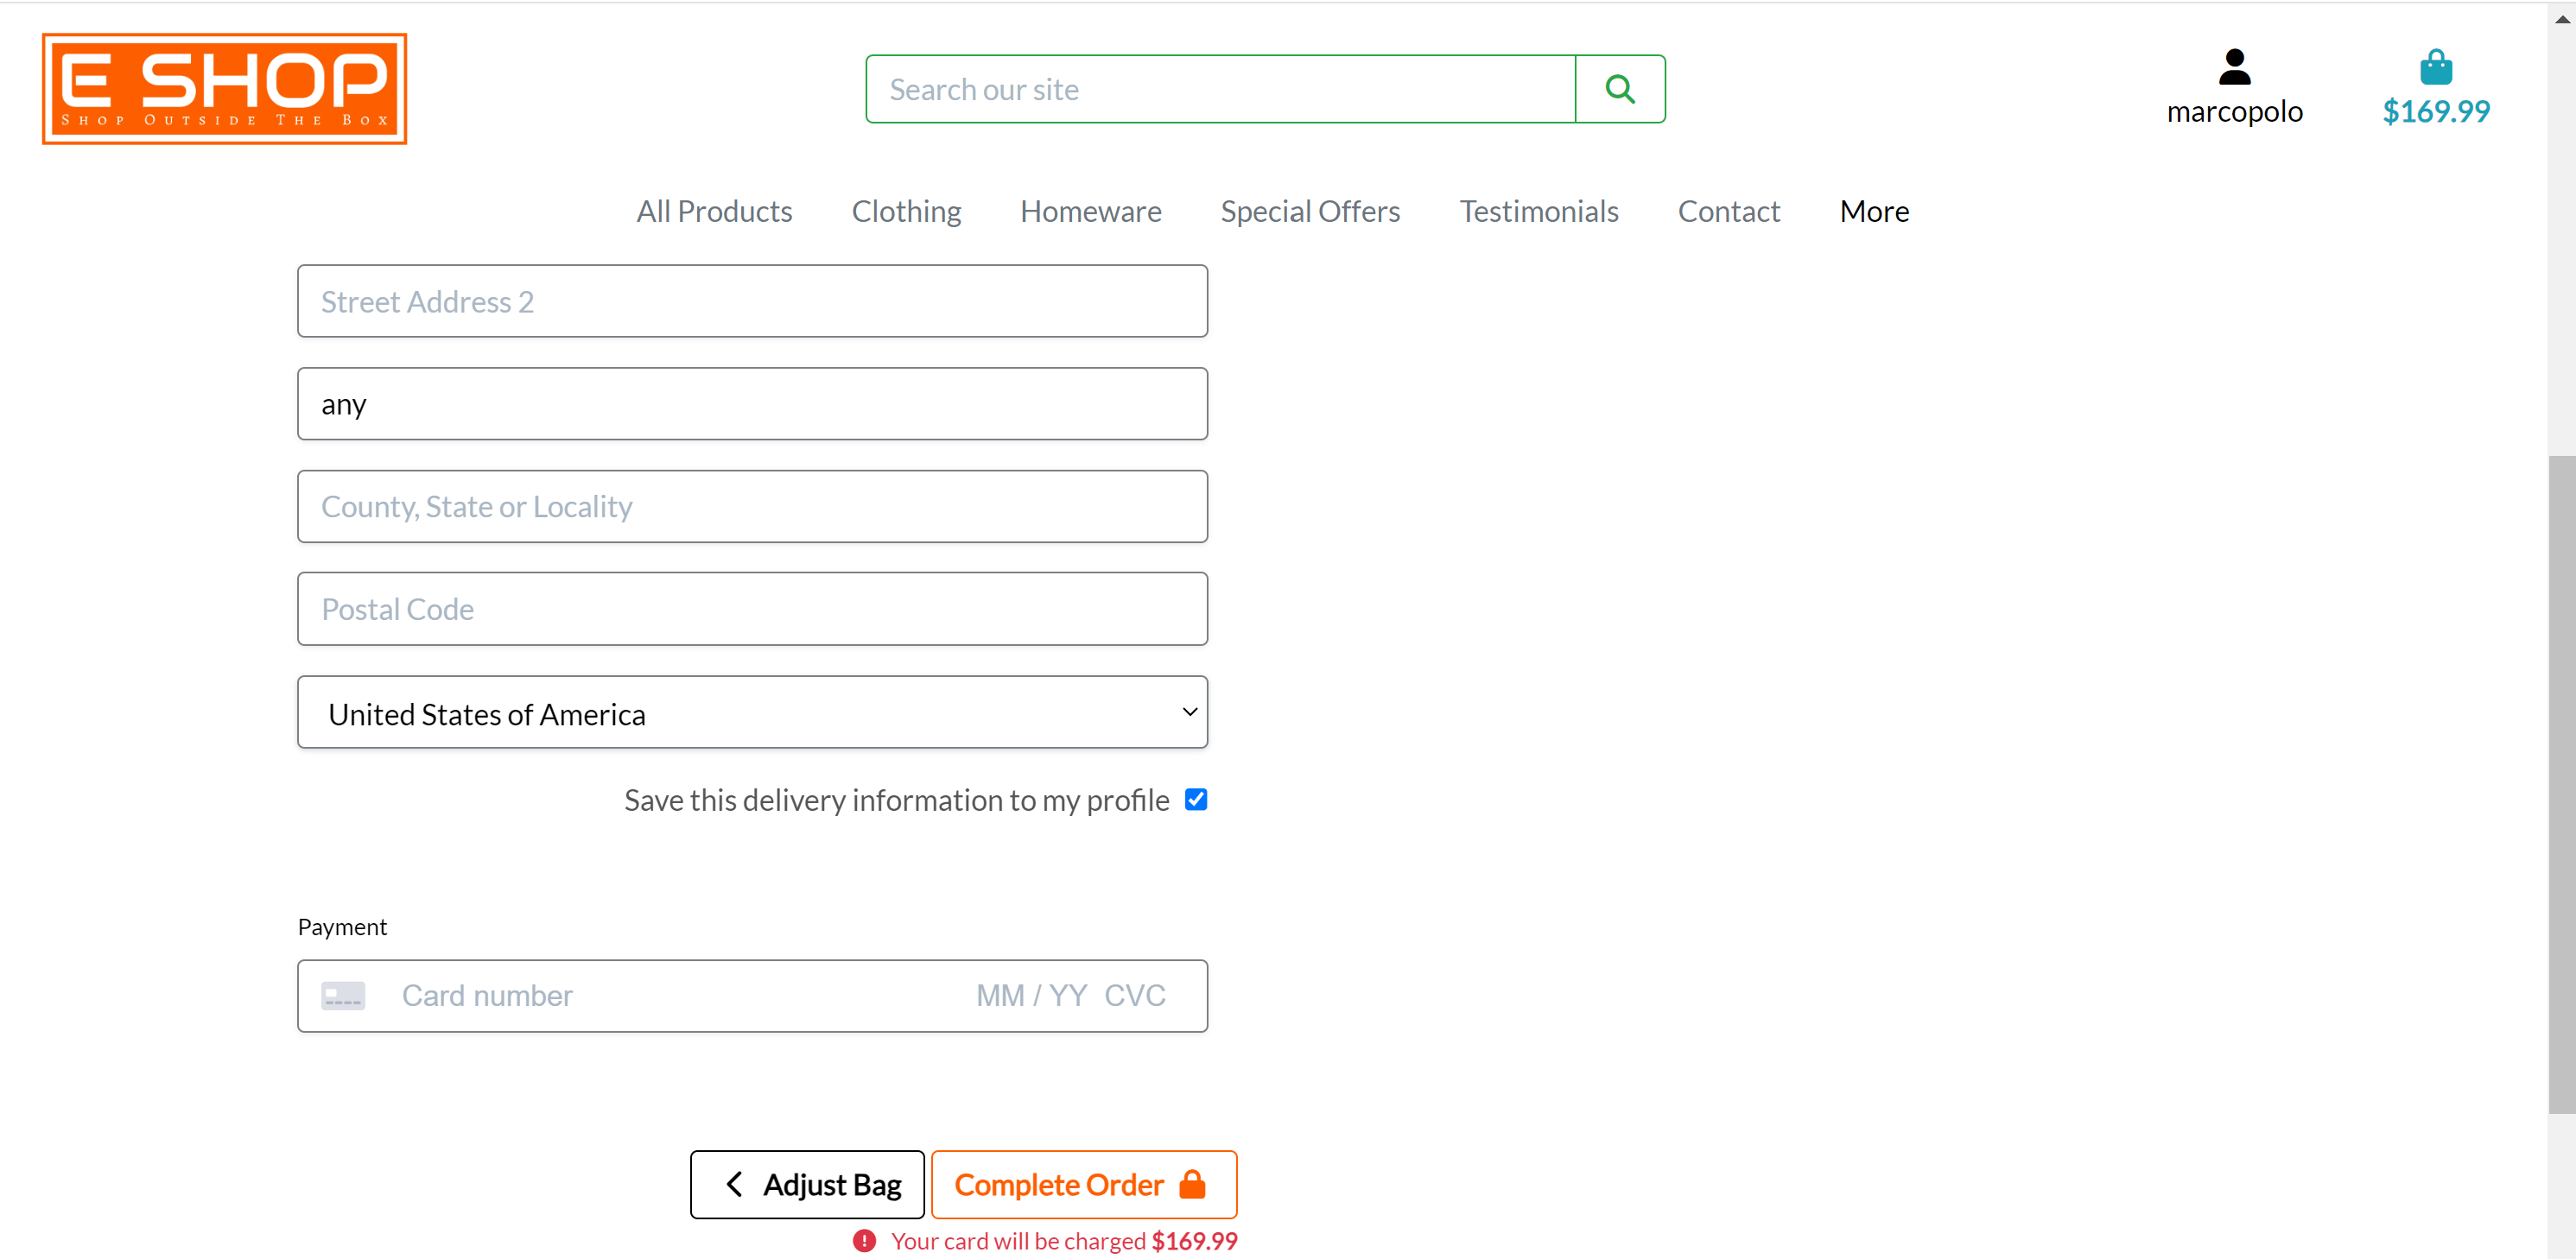 E SHOP
Shop Outside The Box
Search our site
marcopolo
$169.99
All Products Clothing Homeware Special Offers Testimonials Contact More
Street Address 2
any
County, State or Locality
Postal Code
United States of America
Save this delivery information to my profile
Payment
Card number MM / YY CVC
Adjust Bag Complete Order
Your card will be charged $169.99